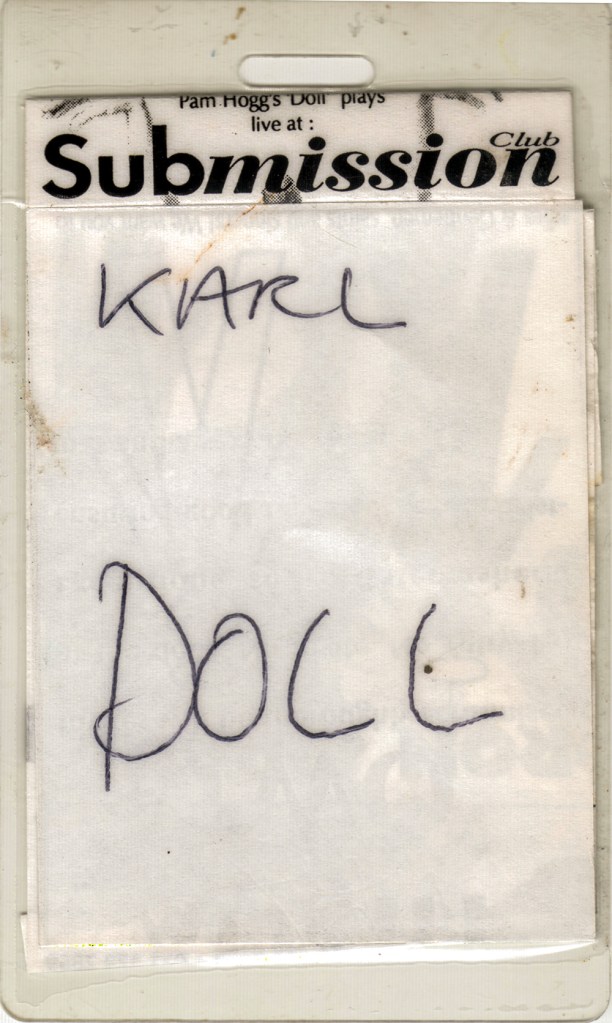 Pam Hogg's 'Doll' plays
live at :
Club
Submission
KARL
DOLL